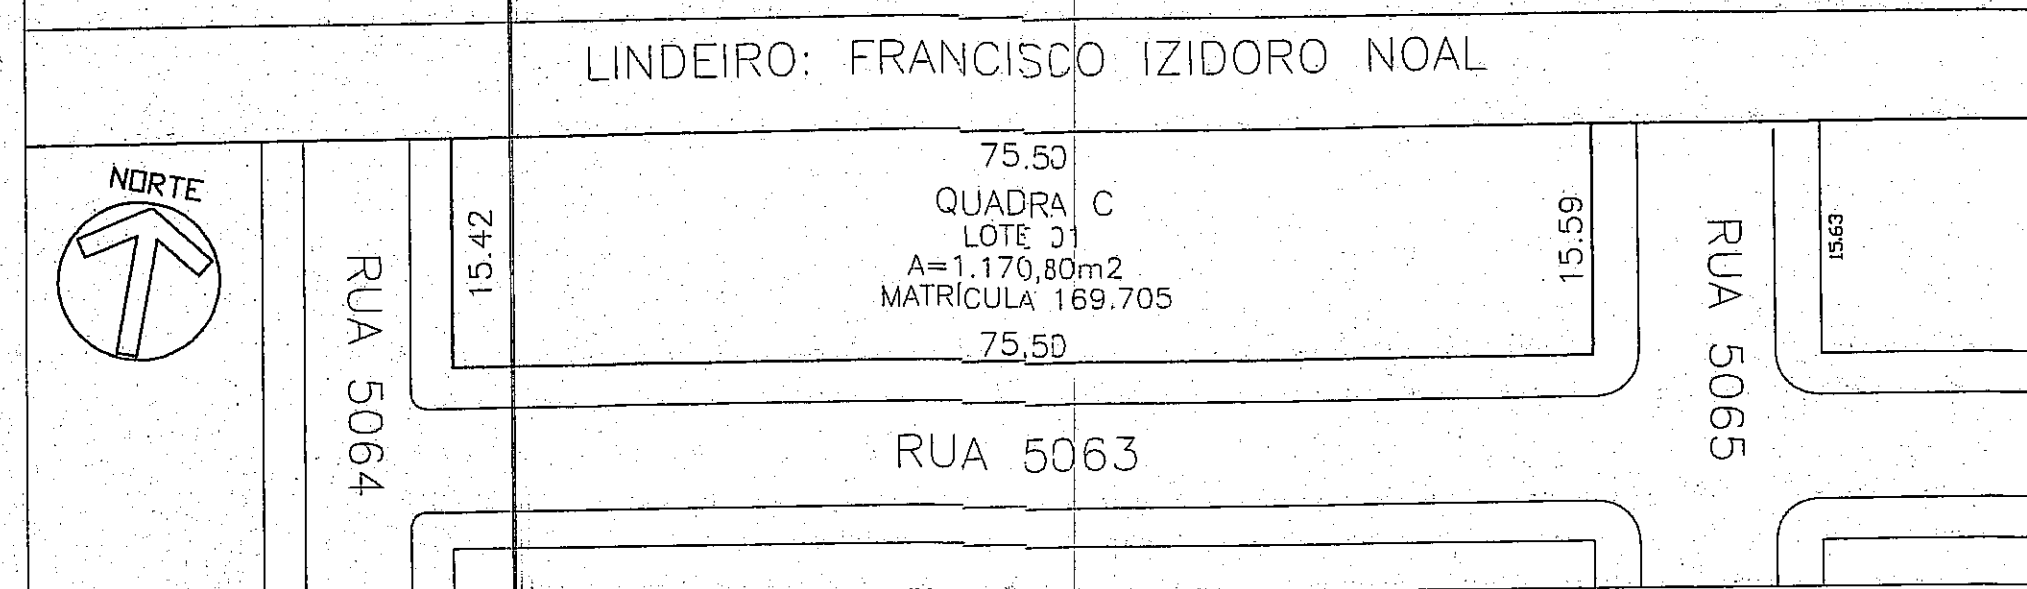 LINDEIRO: FRANCISCO IZIDORO NOAL
NORTE
75.50
QUADRA C
LOTE 01
A=1.170,80m2
MATRÍCULA 169.705
75,50
15.42
15.59
15.63
RUA 5064
RUA 5065
RUA 5063